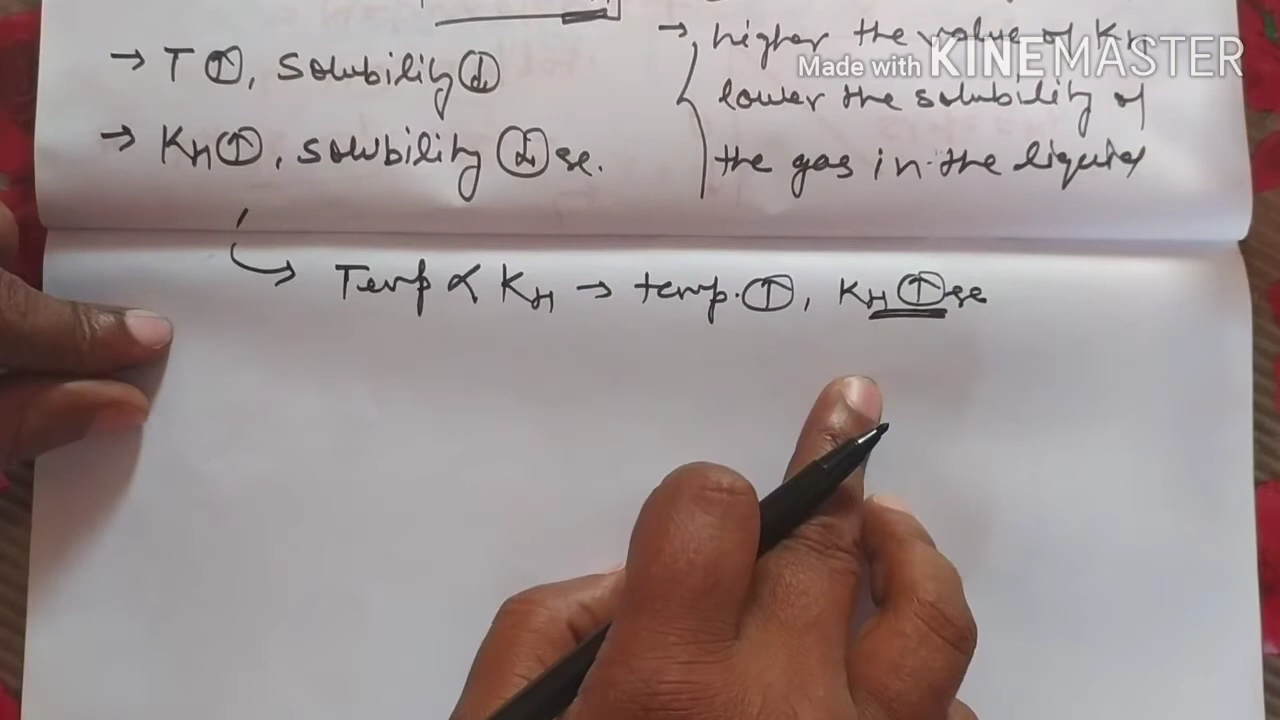 → T ↑, solubility ↓
→ KH ↑, solubility ↓ se.
→ higher the value of KH
lower the solubility of
the gas in the liquid
Temp ∝ KH → temp. ↑, KH ↑ se
Made with KINEMASTER